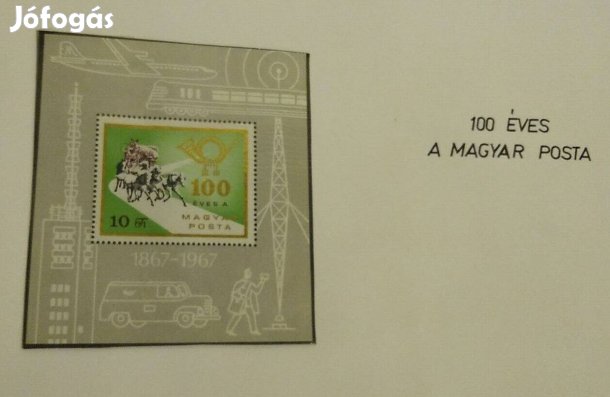 Jófogás
100
ÉVES A
MAGYAR
POSTA
10 Ft
1867-1967
100 ÉVES
A MAGYAR POSTA